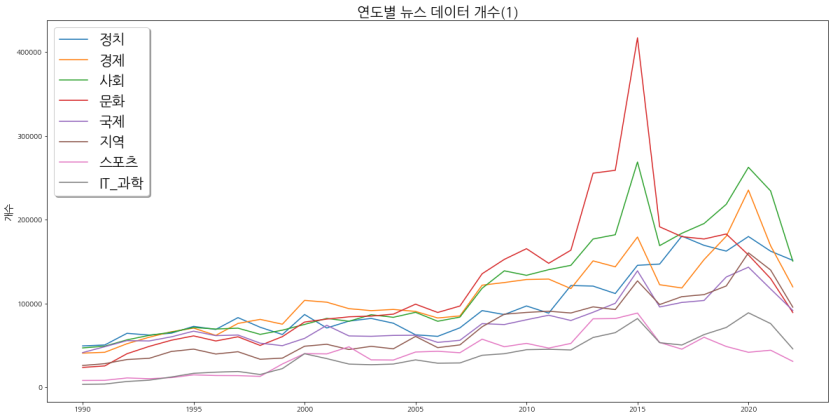 연도별 뉴스 데이터 개수(1)
정치
경제
사회
문화
국제
지역
스포츠
IT_과학
개수
400000
300000
200000
100000
0
1990 1995 2000 2005 2010 2015 2020